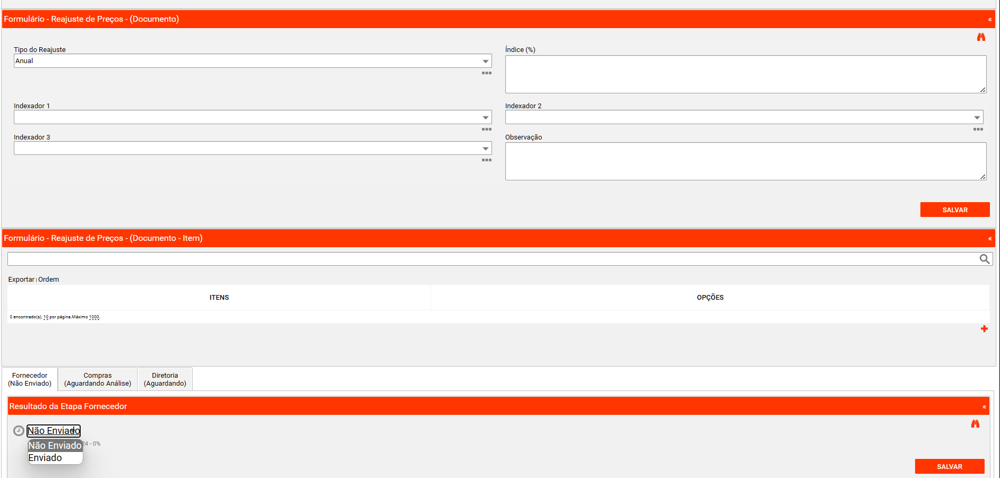 Formulário - Reajuste de Preços - (Documento)
«
Tipo do Reajuste
Índice (%)
Anual
Indexador 1
Indexador 2
Indexador 3
Observação
SALVAR
Formulário - Reajuste de Preços - (Documento - Item)
«
Exportar | Ordem
ITENS
OPÇÕES
0 encontrado(s), 10 por página.Máximo 1000.
Fornecedor
(Não Enviado)
Compras
(Aguardando Análise)
Diretoria
(Aguardando)
Resultado da Etapa Fornecedor
«
Não Enviado
24 - 0%
Não Enviado
Enviado
SALVAR